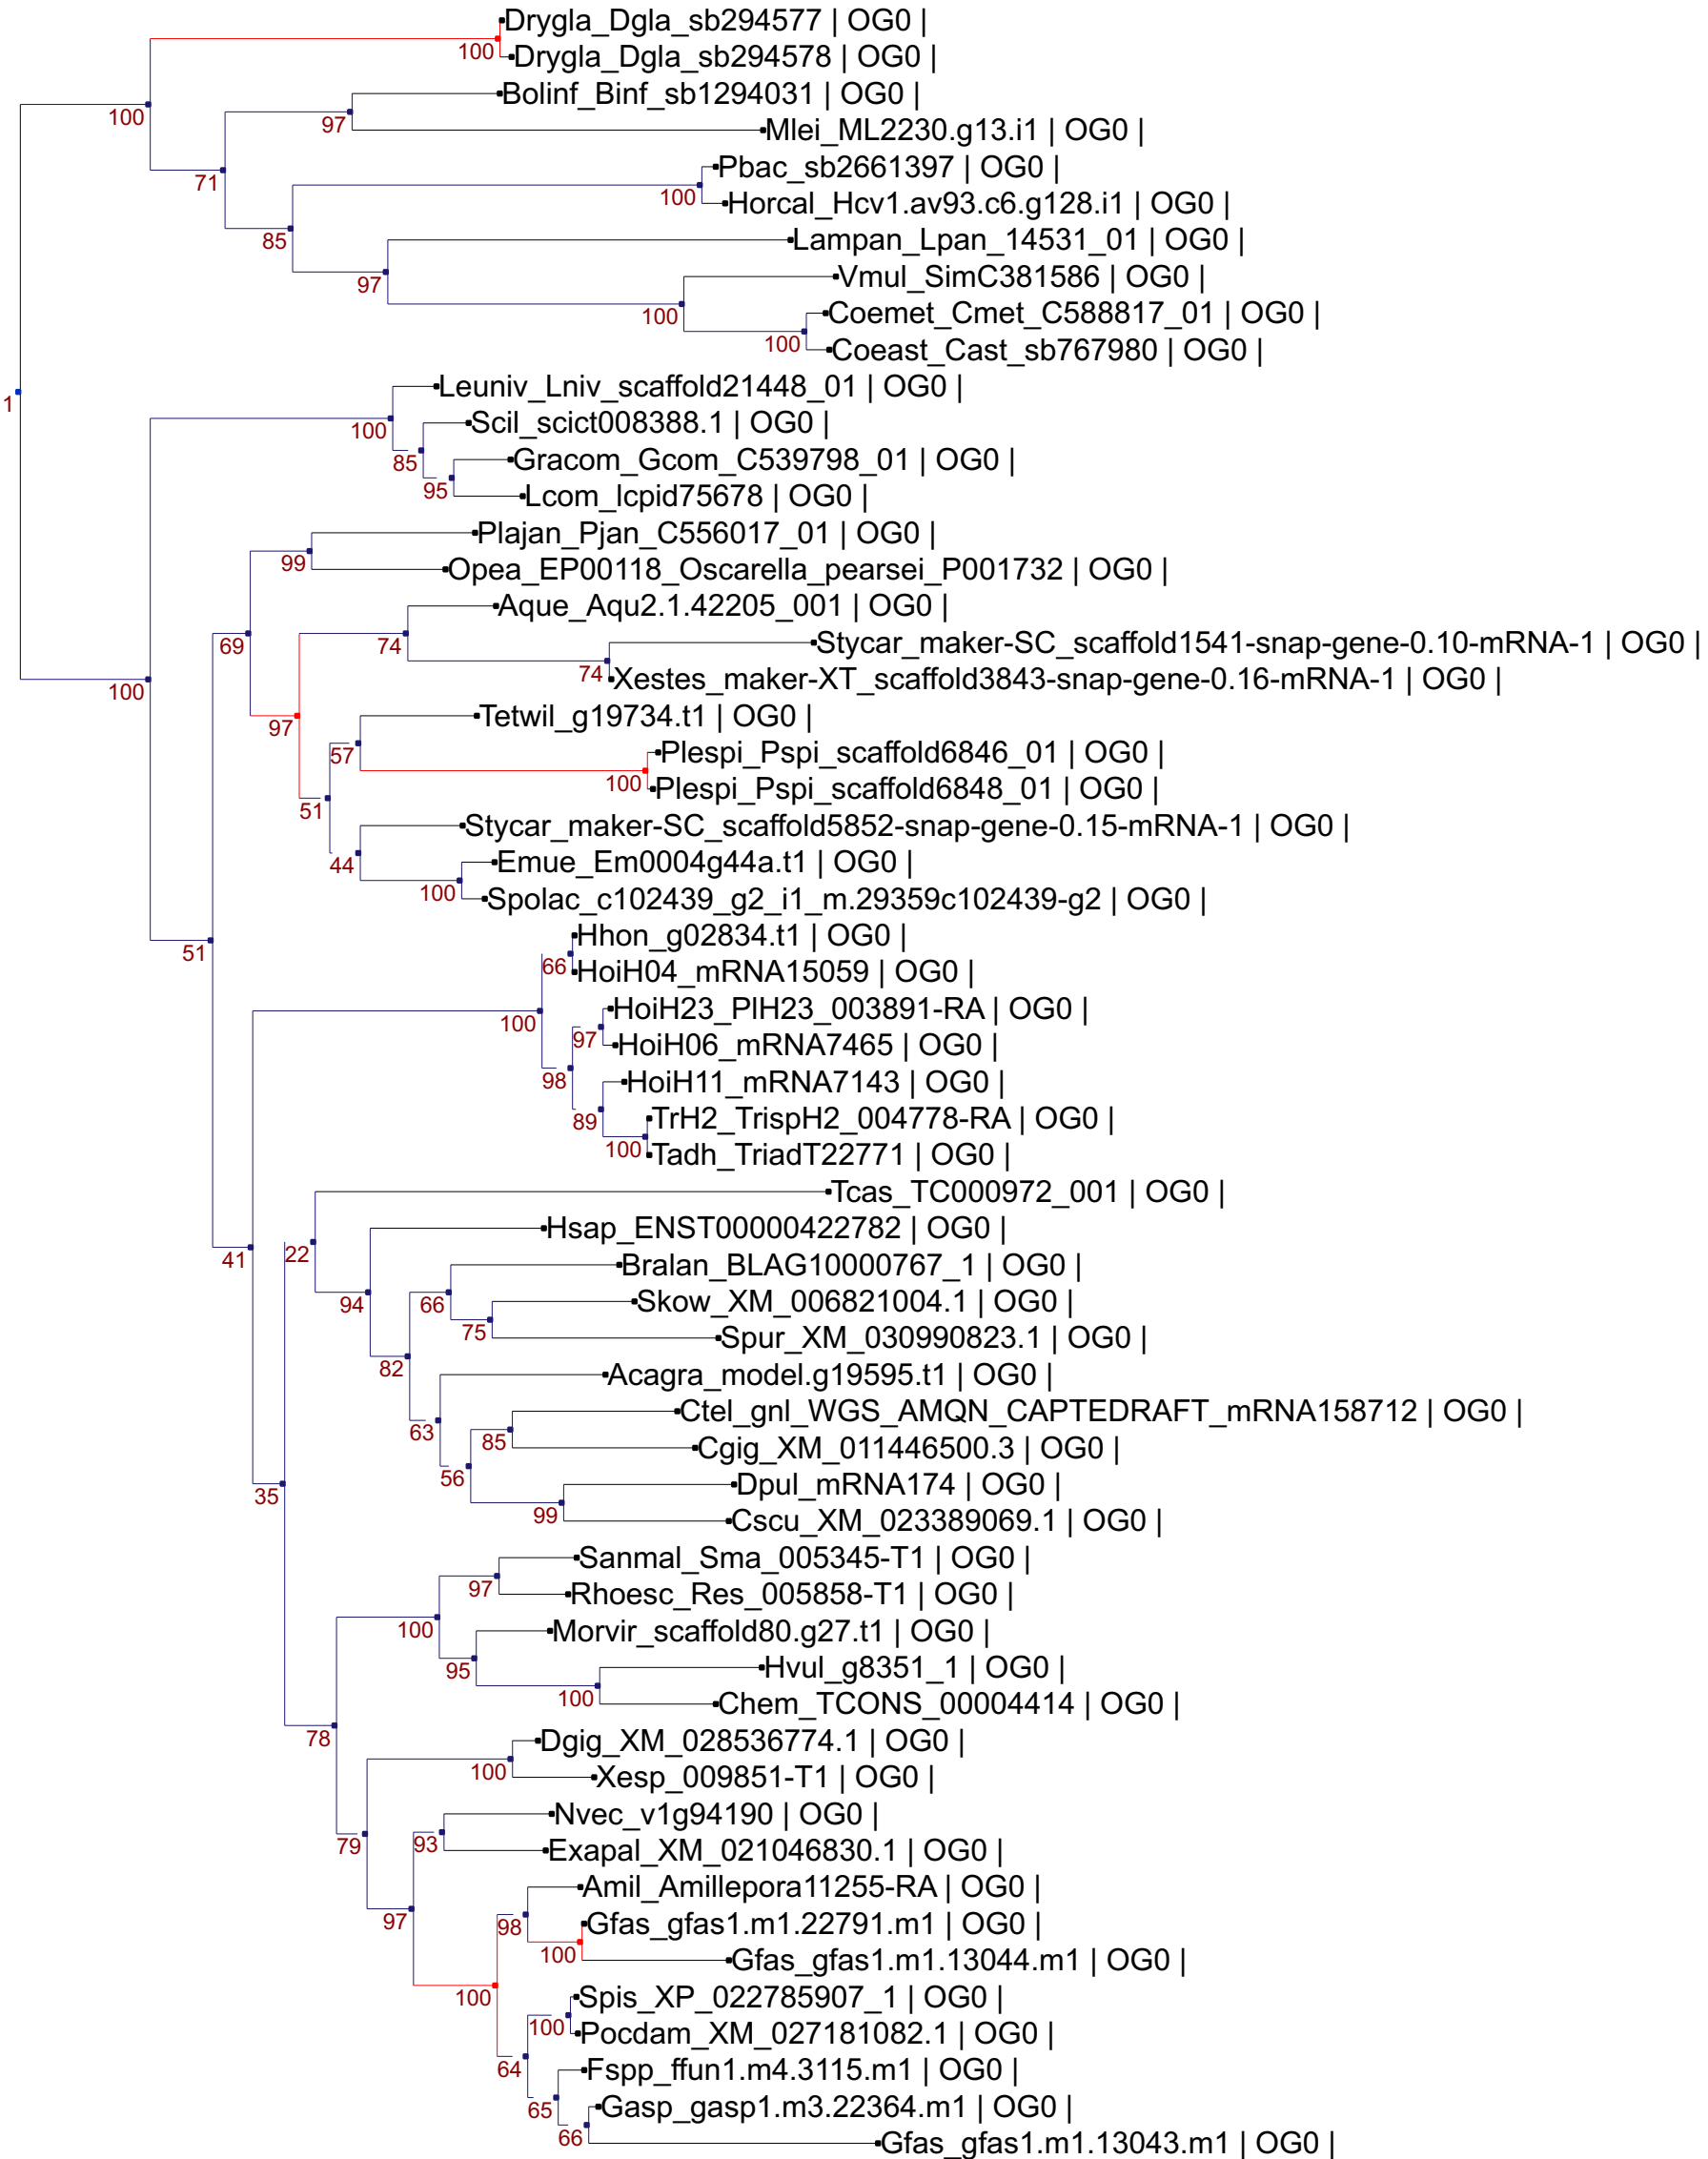 Drygla_Dgla_sb294577 | OG0 |
100
Drygla_Dgla_sb294578 | OG0 |
Bolinf_Binf_sb1294031 | OG0 |
100
97
Mlei_ML2230.g13.i1 | OG0 |
Pbac_sb2661397 | OG0 |
71
100
Horcal_Hcv1.av93.c6.g128.i1 | OG0 |
85
Lampan_Lpan_14531_01 | OG0 |
97
Vmul_SimC381586 | OG0 |
100
Coemet_Cmet_C588817_01 | OG0 |
100
Coeast_Cast_sb767980 | OG0 |
Leuniv_Lniv_scaffold21448_01 | OG0 |
1
100
Scil_scict008388.1 | OG0 |
85
Gracom_Gcom_C539798_01 | OG0 |
95
Lcom_lcpid75678 | OG0 |
Plajan_Pjan_C556017_01 | OG0 |
99
Opea_EP00118_Oscarella_pearsei_P001732 | OG0 |
Aque_Aqu2.1.42205_001 | OG0 |
69
74
Stycar_maker-SC_scaffold1541-snap-gene-0.10-mRNA-1 | OG0 |
74
Xestes_maker-XT_scaffold3843-snap-gene-0.16-mRNA-1 | OG0 |
100
97
Tetwil_g19734.t1 | OG0 |
57
Plespi_Pspi_scaffold6846_01 | OG0 |
100
Plespi_Pspi_scaffold6848_01 | OG0 |
51
Stycar_maker-SC_scaffold5852-snap-gene-0.15-mRNA-1 | OG0 |
44
Emue_Em0004g44a.t1 | OG0 |
100
Spolac_c102439_g2_i1_m.29359c102439-g2 | OG0 |
51
Hhon_g02834.t1 | OG0 |
66
HoiH04_mRNA15059 | OG0 |
100
HoiH23_PlH23_003891-RA | OG0 |
97
HoiH06_mRNA7465 | OG0 |
98
HoiH11_mRNA7143 | OG0 |
89
TrH2_TrispH2_004778-RA | OG0 |
100
Tadh_TriadT22771 | OG0 |
Tcas_TC000972_001 | OG0 |
41
22
Hsap_ENST00000422782 | OG0 |
Bralan_BLAG10000767_1 | OG0 |
94
66
Skow_XM_006821004.1 | OG0 |
75
Spur_XM_030990823.1 | OG0 |
82
Acagra_model.g19595.t1 | OG0 |
63
Ctel_gnl_WGS_AMQN_CAPTEDRAFT_mRNA158712 | OG0 |
85
Cgig_XM_011446500.3 | OG0 |
56
Dpul_mRNA174 | OG0 |
35
99
Cscu_XM_023389069.1 | OG0 |
Sanmal_Sma_005345-T1 | OG0 |
97
Rhoesc_Res_005858-T1 | OG0 |
100
Morvir_scaffold80.g27.t1 | OG0 |
95
Hvul_g8351_1 | OG0 |
100
Chem_TCONS_00004414 | OG0 |
78
Dgig_XM_028536774.1 | OG0 |
100
Xesp_009851-T1 | OG0 |
Nvec_v1g94190 | OG0 |
79
93
Exapal_XM_021046830.1 | OG0 |
Amil_Amillepora11255-RA | OG0 |
97
98
Gfas_gfas1.m1.22791.m1 | OG0 |
100
Gfas_gfas1.m1.13044.m1 | OG0 |
100
Spis_XP_022785907_1 | OG0 |
100
Pocdam_XM_027181082.1 | OG0 |
64
Fspp_ffun1.m4.3115.m1 | OG0 |
65
Gasp_gasp1.m3.22364.m1 | OG0 |
66
Gfas_gfas1.m1.13043.m1 | OG0 |